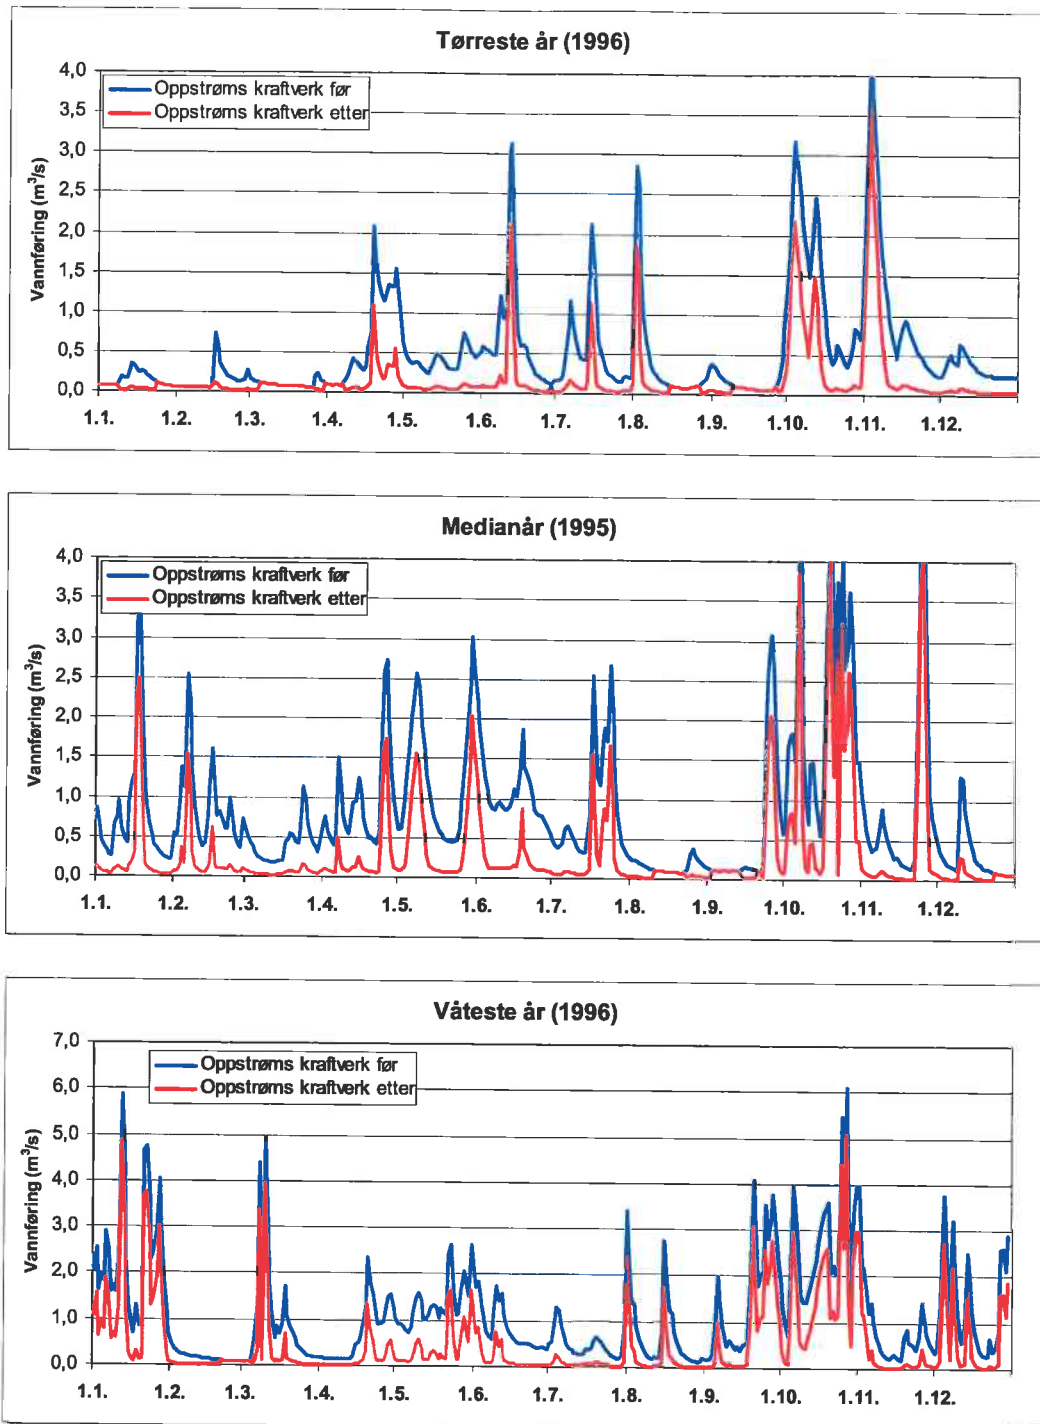 Tørreste år (1996)
Oppstrøms kraftverk før
Oppstrøms kraftverk etter
Vannføring (m³/s)
4,0
3,5
3,0
2,5
2,0
1,5
1,0
0,5
0,0
1.1. 1.2. 1.3. 1.4. 1.5. 1.6. 1.7. 1.8. 1.9. 1.10. 1.11. 1.12.
Medianår (1995)
Oppstrøms kraftverk før
Oppstrøms kraftverk etter
Vannføring (m³/s)
4,0
3,5
3,0
2,5
2,0
1,5
1,0
0,5
0,0
1.1. 1.2. 1.3. 1.4. 1.5. 1.6. 1.7. 1.8. 1.9. 1.10. 1.11. 1.12.
Våteste år (1996)
Oppstrøms kraftverk før
Oppstrøms kraftverk etter
Vannføring (m³/s)
7,0
6,0
5,0
4,0
3,0
2,0
1,0
0,0
1.1. 1.2. 1.3. 1.4. 1.5. 1.6. 1.7. 1.8. 1.9. 1.10. 1.11. 1.12.